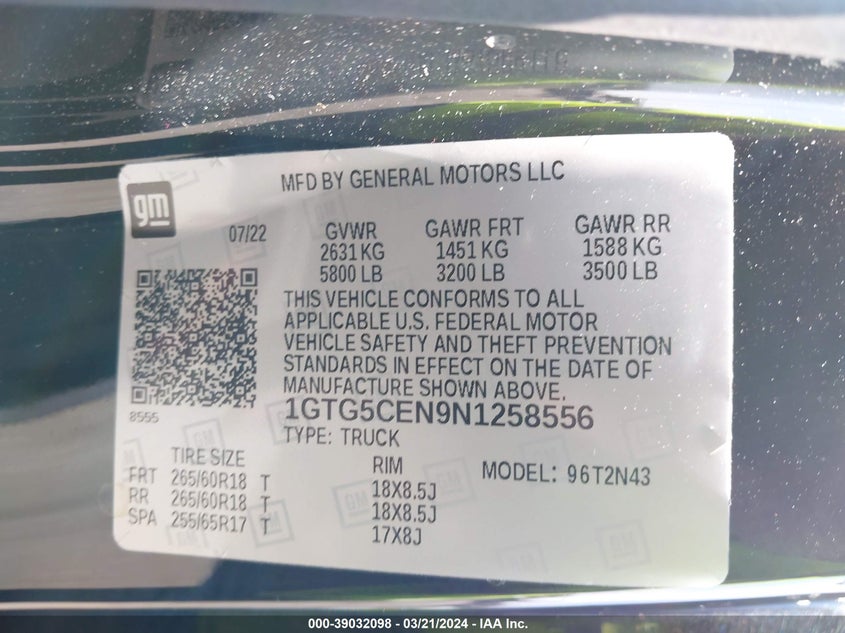 MFD BY GENERAL MOTORS LLC
gm
07/22
GVWR GAWR FRT GAWR RR
2631 KG 1451 KG 1588 KG
5800 LB 3200 LB 3500 LB
THIS VEHICLE CONFORMS TO ALL
APPLICABLE U.S. FEDERAL MOTOR
VEHICLE SAFETY AND THEFT PREVENTION
STANDARDS IN EFFECT ON THE DATE OF
MANUFACTURE SHOWN ABOVE.
8555
1GTG5CEN9N1258556
TYPE: TRUCK
TIRE SIZE RIM MODEL: 96T2N43
FRT 265/60R18 T 18X8.5J
RR 265/60R18 T 18X8.5J
SPA 255/65R17 T 17X8J
000-39032098 - 03/21/2024 - IAA Inc.